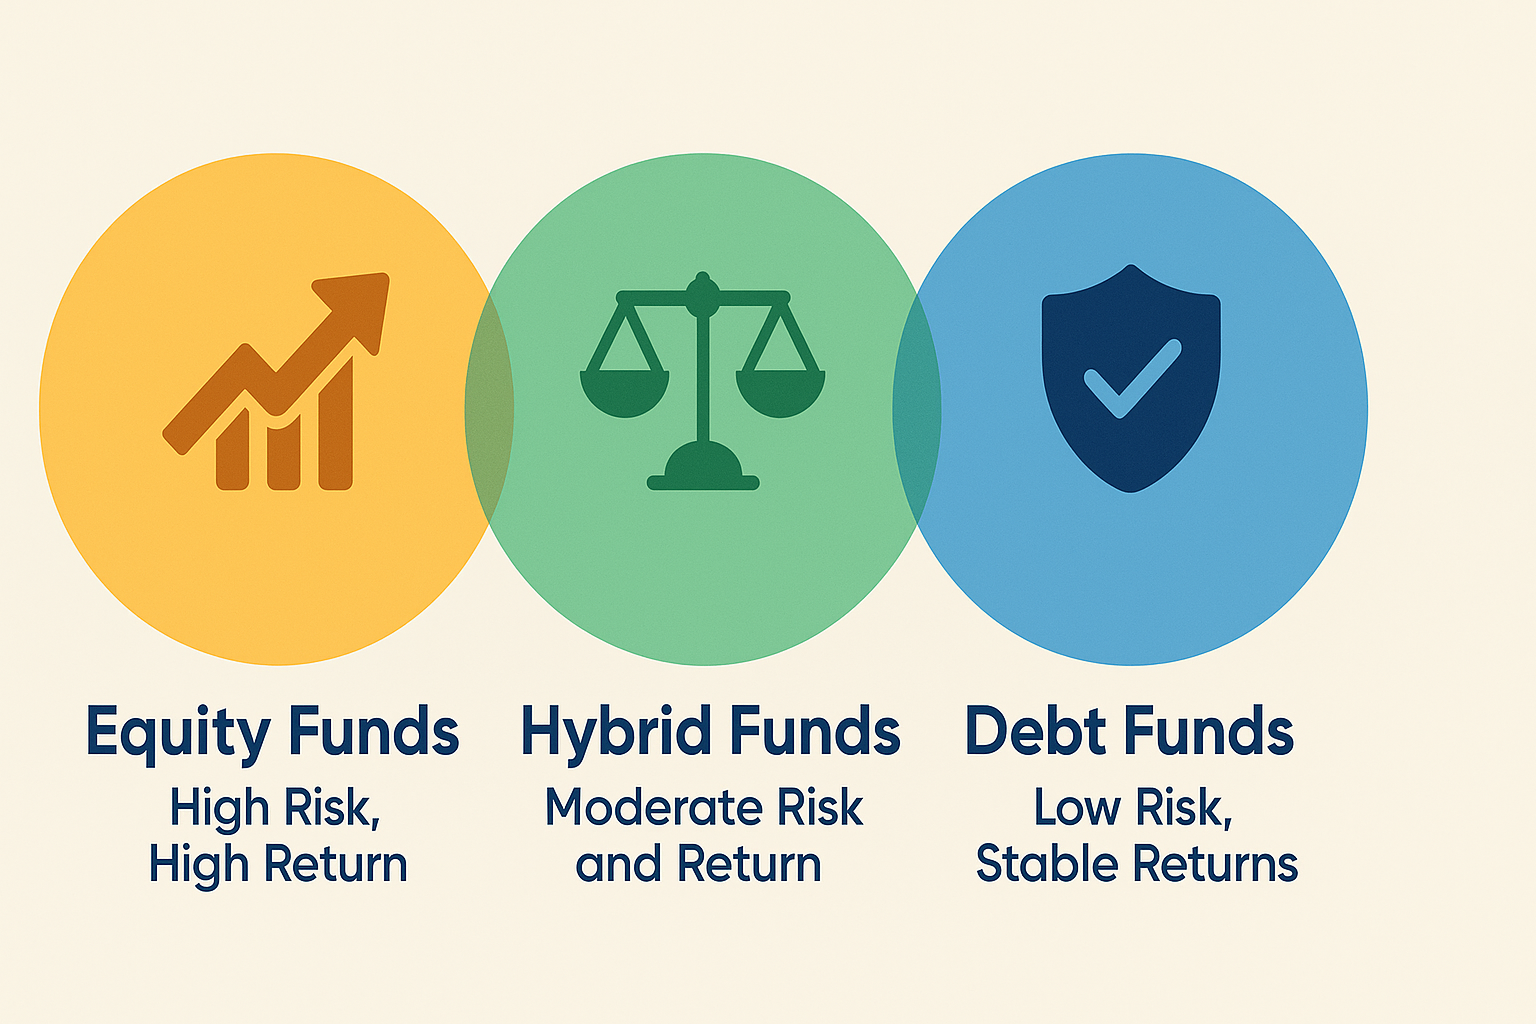 Equity Funds
High Risk,
High Return
Hybrid Funds
Moderate Risk
and Return
Debt Funds
Low Risk,
Stable Returns